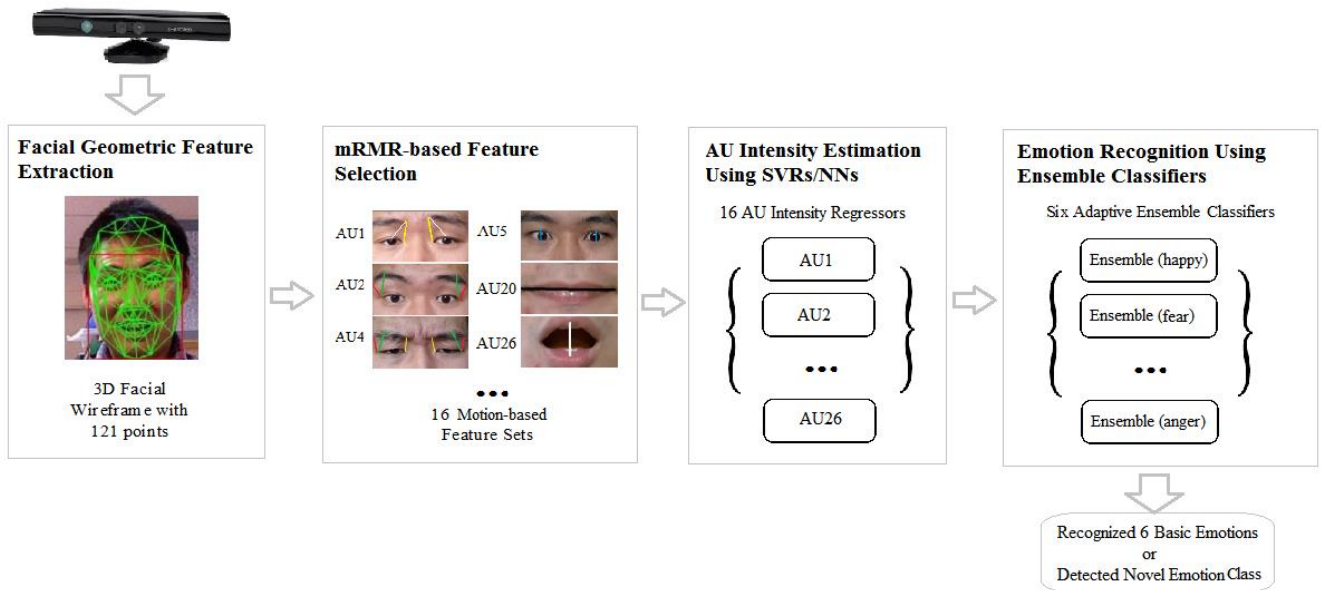 Facial Geometric Feature
Extraction
3D Facial
Wireframe with
121 points
mRMR-based Feature
Selection
AU1
AU5
AU2
AU20
AU4
AU26
•••
16 Motion-based
Feature Sets
AU Intensity Estimation
Using SVRs/NNs
16 AU Intensity Regressors
AU1
AU2
•••
AU26
Emotion Recognition Using
Ensemble Classifiers
Six Adaptive Ensemble Classifiers
Ensemble (happy)
Ensemble (fear)
•••
Ensemble (anger)
Recognized 6 Basic Emotions
or
Detected Novel Emotion Class